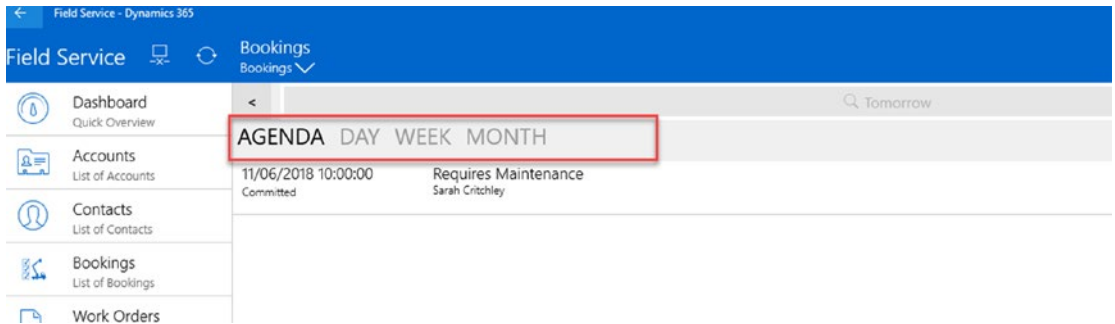 Field Service - Dynamics 365
Field Service
Bookings
Bookings
Dashboard
Quick Overview
Accounts
List of Accounts
Contacts
List of Contacts
Bookings
List of Bookings
Work Orders
<
Tomorrow
AGENDA DAY WEEK MONTH
11/06/2018 10:00:00 Requires Maintenance
Committed Sarah Critchley